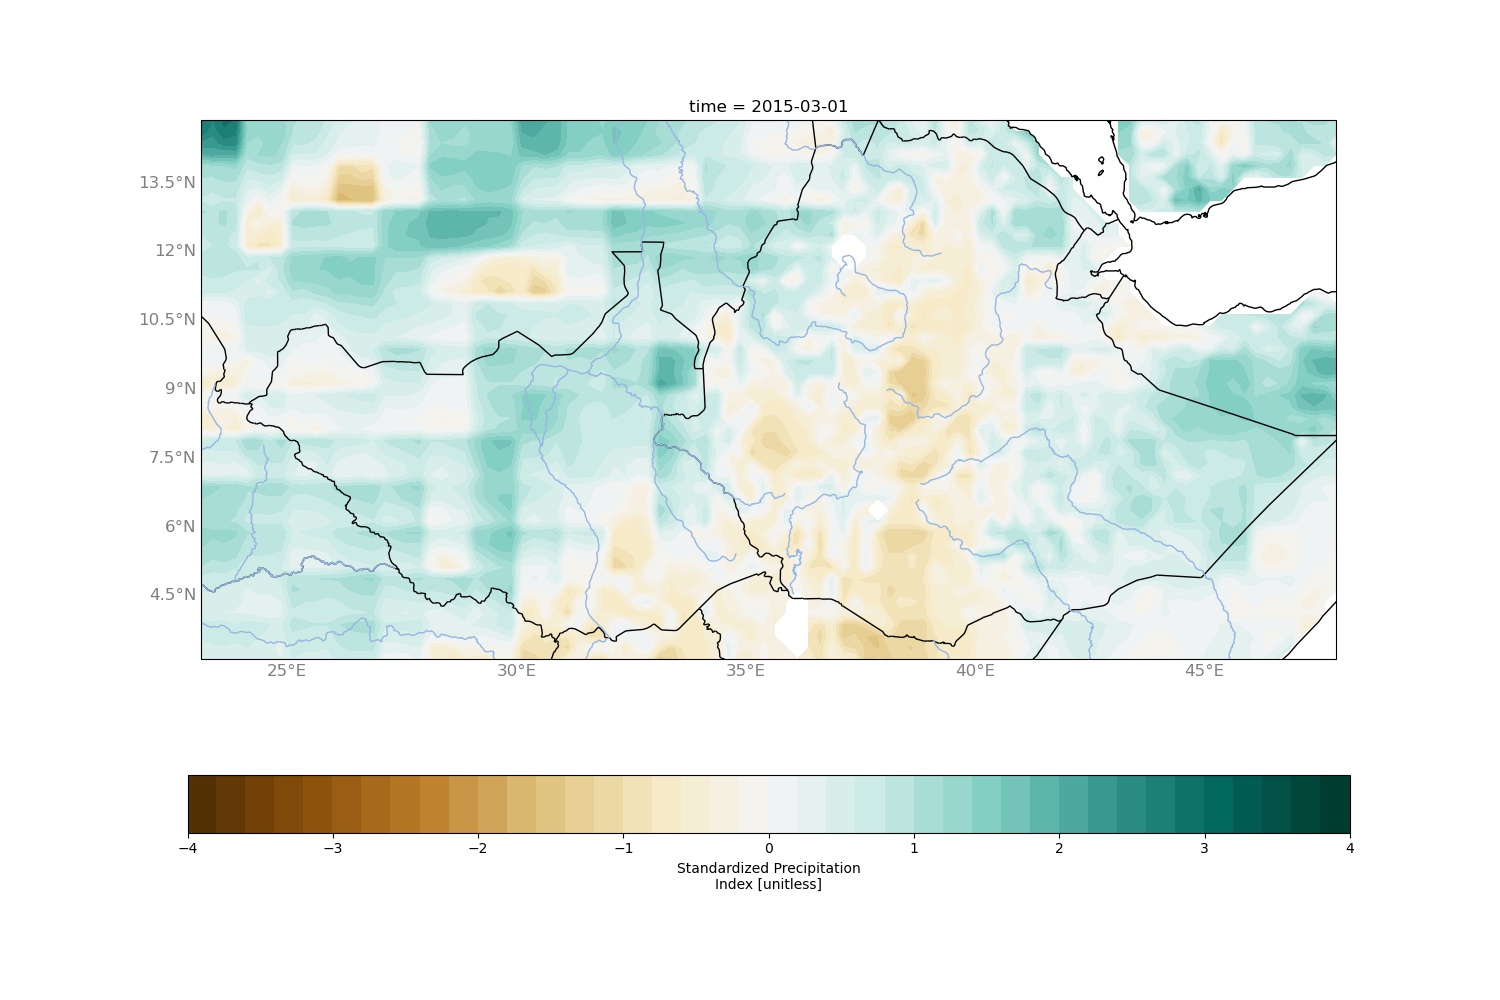 time = 2015-03-01
13.5°N
12°N
10.5°N
9°N
7.5°N
6°N
4.5°N
25°E 30°E 35°E 40°E 45°E
−4 −3 −2 −1 0 1 2 3 4
Standardized Precipitation
Index [unitless]